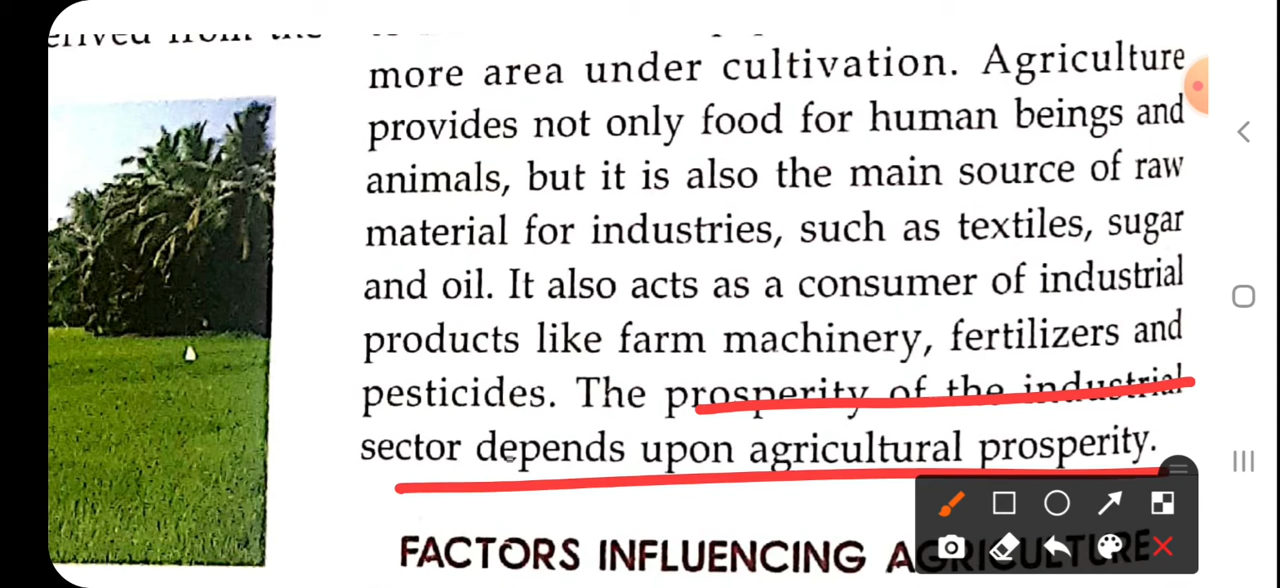 more area under cultivation. Agriculture
provides not only food for human beings and
animals, but it is also the main source of raw
material for industries, such as textiles, sugar
and oil. It also acts as a consumer of industrial
products like farm machinery, fertilizers and
pesticides. The prosperity of the industrial
sector depends upon agricultural prosperity.
FACTORS INFLUENCING AGRICULTURE